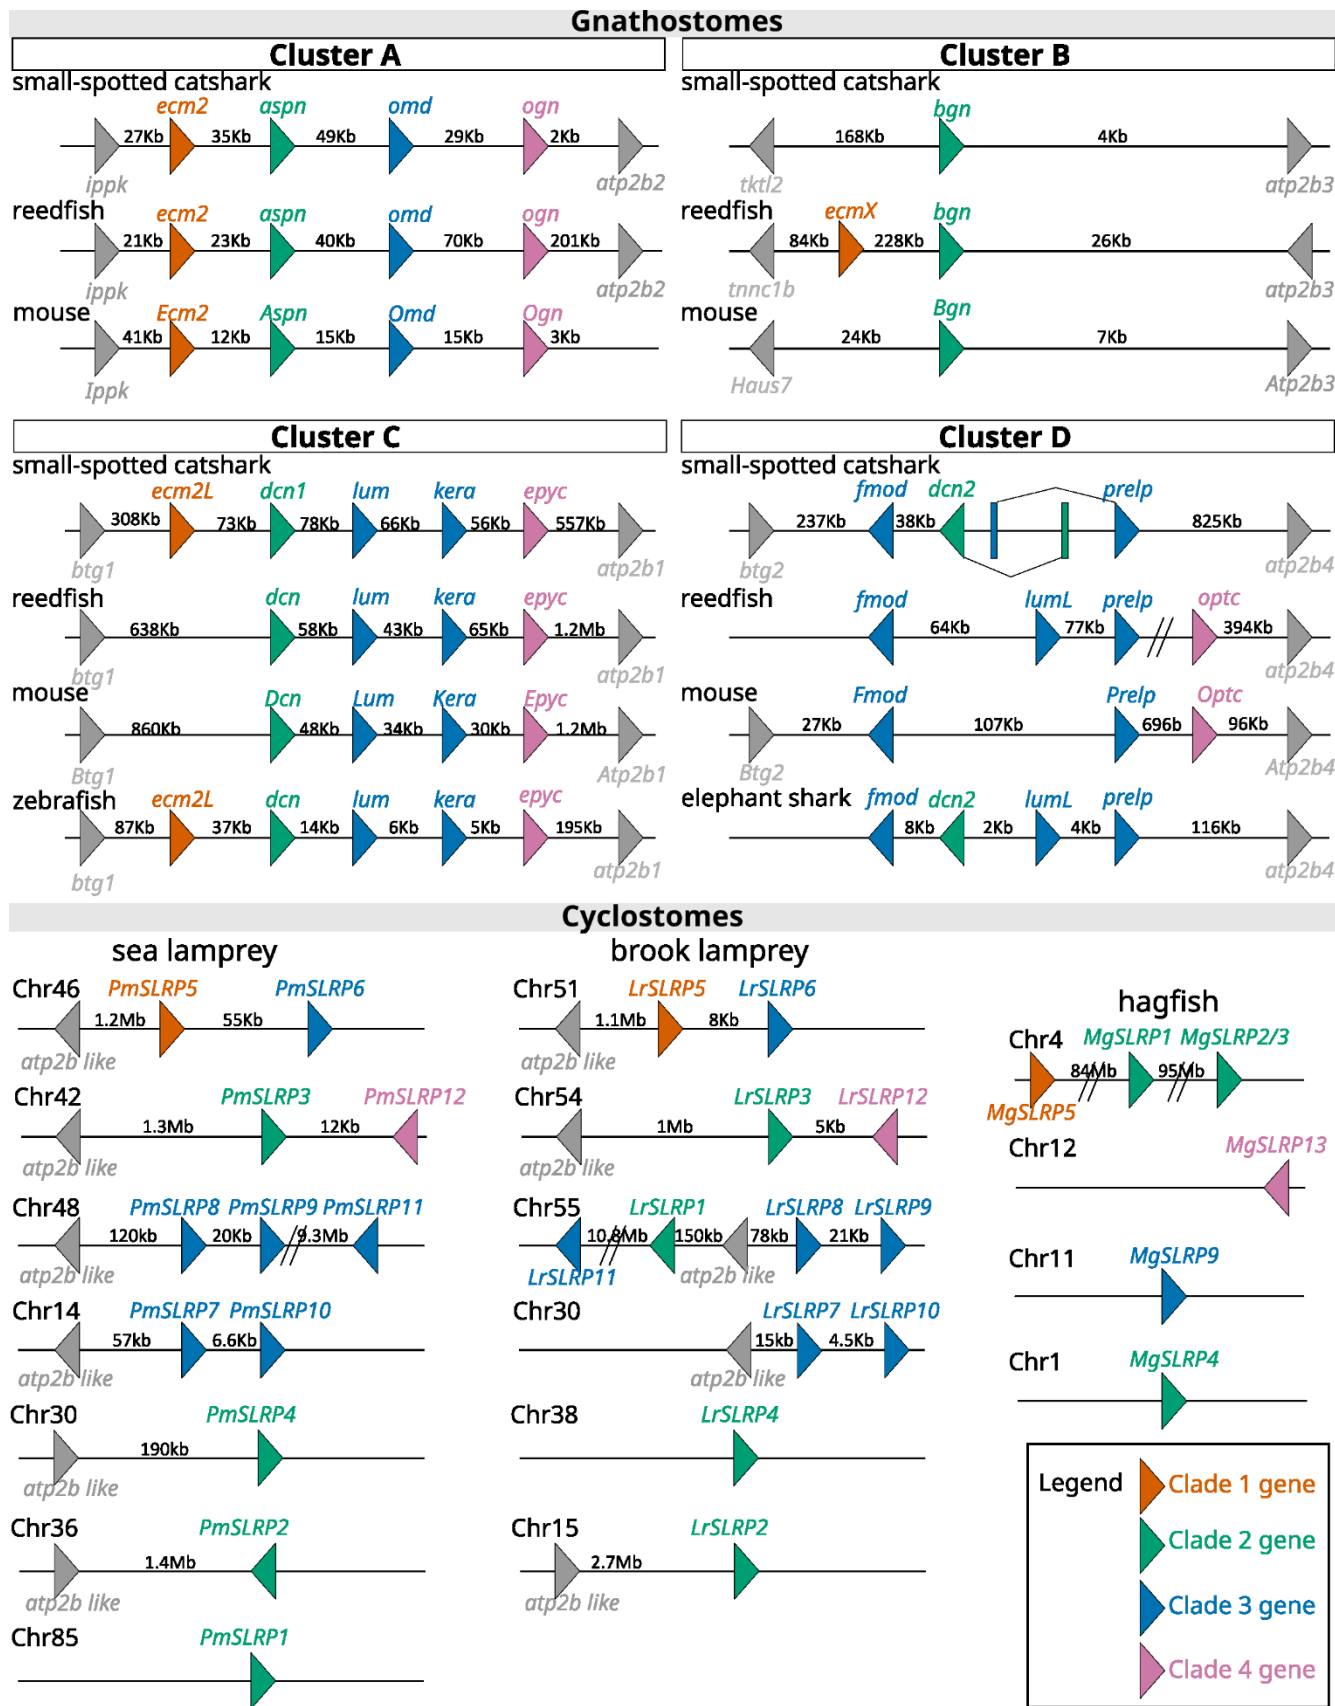 Gnathostomes
Cluster A
small-spotted catshark
ecm2 aspn omd ogn
27Kb 35Kb 49Kb 29Kb 2Kb
ippk atp2b2
reedfish
ecm2 aspn omd ogn
21Kb 23Kb 40Kb 70Kb 201Kb
ippk atp2b2
mouse
Ecm2 Aspn Omd Ogn
41Kb 12Kb 15Kb 15Kb 3Kb
Ippk
Cluster B
small-spotted catshark
bgn
168Kb 4Kb
tktl2 atp2b3
reedfish
ecmX bgn
84Kb 228Kb 26Kb
tnnc1b atp2b3
mouse
Bgn
24Kb 7Kb
Haus7 Atp2b3
Cluster C
small-spotted catshark
ecm2L dcn1 lum kera epyc
308Kb 73Kb 78Kb 66Kb 56Kb 557Kb
btg1 atp2b1
reedfish
dcn lum kera epyc
638Kb 58Kb 43Kb 65Kb 1.2Mb
btg1 atp2b1
mouse
Dcn Lum Kera Epyc
860Kb 48Kb 34Kb 30Kb 1.2Mb
Btg1 Atp2b1
zebrafish
ecm2L dcn lum kera epyc
87Kb 37Kb 14Kb 6Kb 5Kb 195Kb
btg1 atp2b1
Cluster D
small-spotted catshark
fmod dcn2 prelp
237Kb 38Kb 825Kb
btg2 atp2b4
reedfish
fmod lumL prelp optc
64Kb 77Kb // 394Kb
atp2b4
mouse
Fmod Prelp Optc
27Kb 107Kb 696b 96Kb
Btg2 Atp2b4
elephant shark
fmod dcn2 lumL prelp
8Kb 2Kb 4Kb 116Kb
atp2b4
Cyclostomes
sea lamprey
Chr46
PmSLRP5 PmSLRP6
1.2Mb 55Kb
atp2b like
Chr42
PmSLRP3 PmSLRP12
1.3Mb 12Kb
atp2b like
Chr48
PmSLRP8 PmSLRP9 PmSLRP11
120kb 20Kb // 9.3Mb
atp2b like
Chr14
PmSLRP7 PmSLRP10
57kb 6.6Kb
atp2b like
Chr30
PmSLRP4
190kb
atp2b like
Chr36
PmSLRP2
1.4Mb
atp2b like
Chr85
PmSLRP1
brook lamprey
Chr51
LrSLRP5 LrSLRP6
1.1Mb 8Kb
atp2b like
Chr54
LrSLRP3 LrSLRP12
1Mb 5Kb
atp2b like
Chr55
LrSLRP1 LrSLRP8 LrSLRP9
10.8Mb 150kb 78kb 21Kb
LrSLRP11 atp2b like
Chr30
LrSLRP7 LrSLRP10
15kb 4.5Kb
atp2b like
Chr38
LrSLRP4
Chr15
LrSLRP2
2.7Mb
atp2b like
hagfish
Chr4
MgSLRP1 MgSLRP2/3
84Mb 95Mb
MgSLRP5
Chr12
MgSLRP13
Chr11
MgSLRP9
Chr1
MgSLRP4
Legend
Clade 1 gene
Clade 2 gene
Clade 3 gene
Clade 4 gene